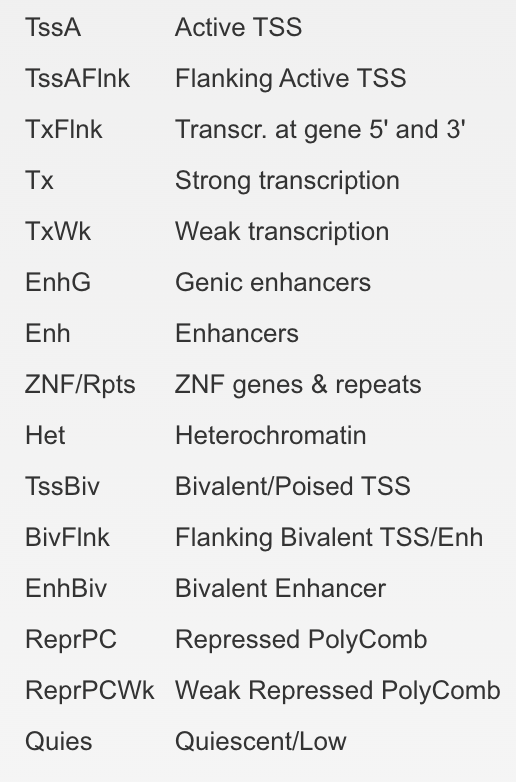 TssA Active TSS
TssAFlnk Flanking Active TSS
TxFlnk Transcr. at gene 5' and 3'
Tx Strong transcription
TxWk Weak transcription
EnhG Genic enhancers
Enh Enhancers
ZNF/Rpts ZNF genes & repeats
Het Heterochromatin
TssBiv Bivalent/Poised TSS
BivFlnk Flanking Bivalent TSS/Enh
EnhBiv Bivalent Enhancer
ReprPC Repressed PolyComb
ReprPCWk Weak Repressed PolyComb
Quies Quiescent/Low